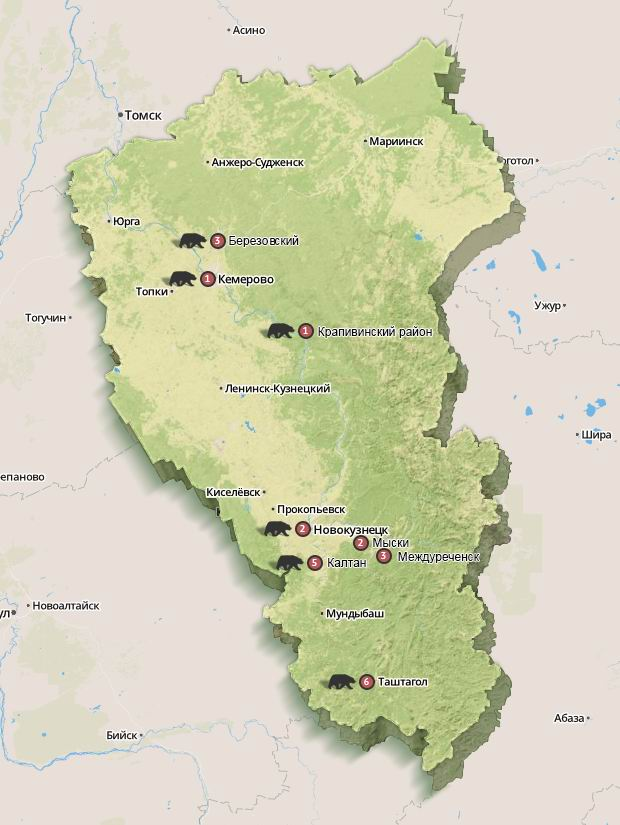 Асино
Томск
Мариинск
Анжеро-Судженск
Юрга
3 Березовский
1 Кемерово
Топки
Ужур
Тогучин
1 Крапивинский район
Ленинск-Кузнецкий
Шира
Киселёвск
Прокопьевск
2 Новокузнецк
2 Мыски
3 Междуреченск
5 Калтан
Новоалтайск
Мундыбаш
6 Таштагол
Абаза
Бийск